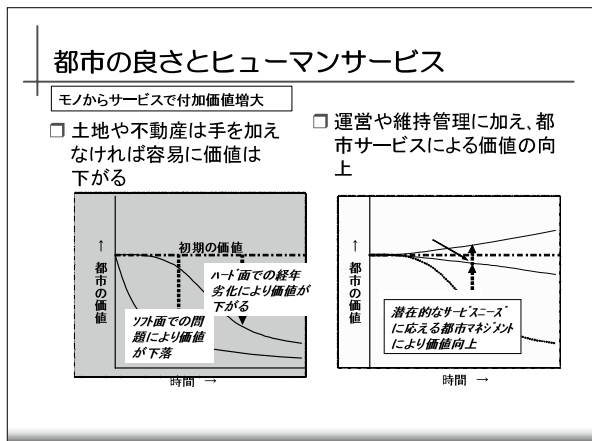 都市の良さとヒューマンサービス
モノからサービスで付加価値増大
❒ 土地や不動産は手を加え
なければ容易に価値は
下がる
↑ 都市の価値
初期の価値
ハード面での経年
劣化により価値が
下がる
ソフト面での問
題により価値
が下落
時間 →
❒ 運営や維持管理に加え、都
市サービスによる価値の向
上
↑ 都市の価値
潜在的なサービスニーズ
に応える都市マネジメント
により価値向上
時間 →